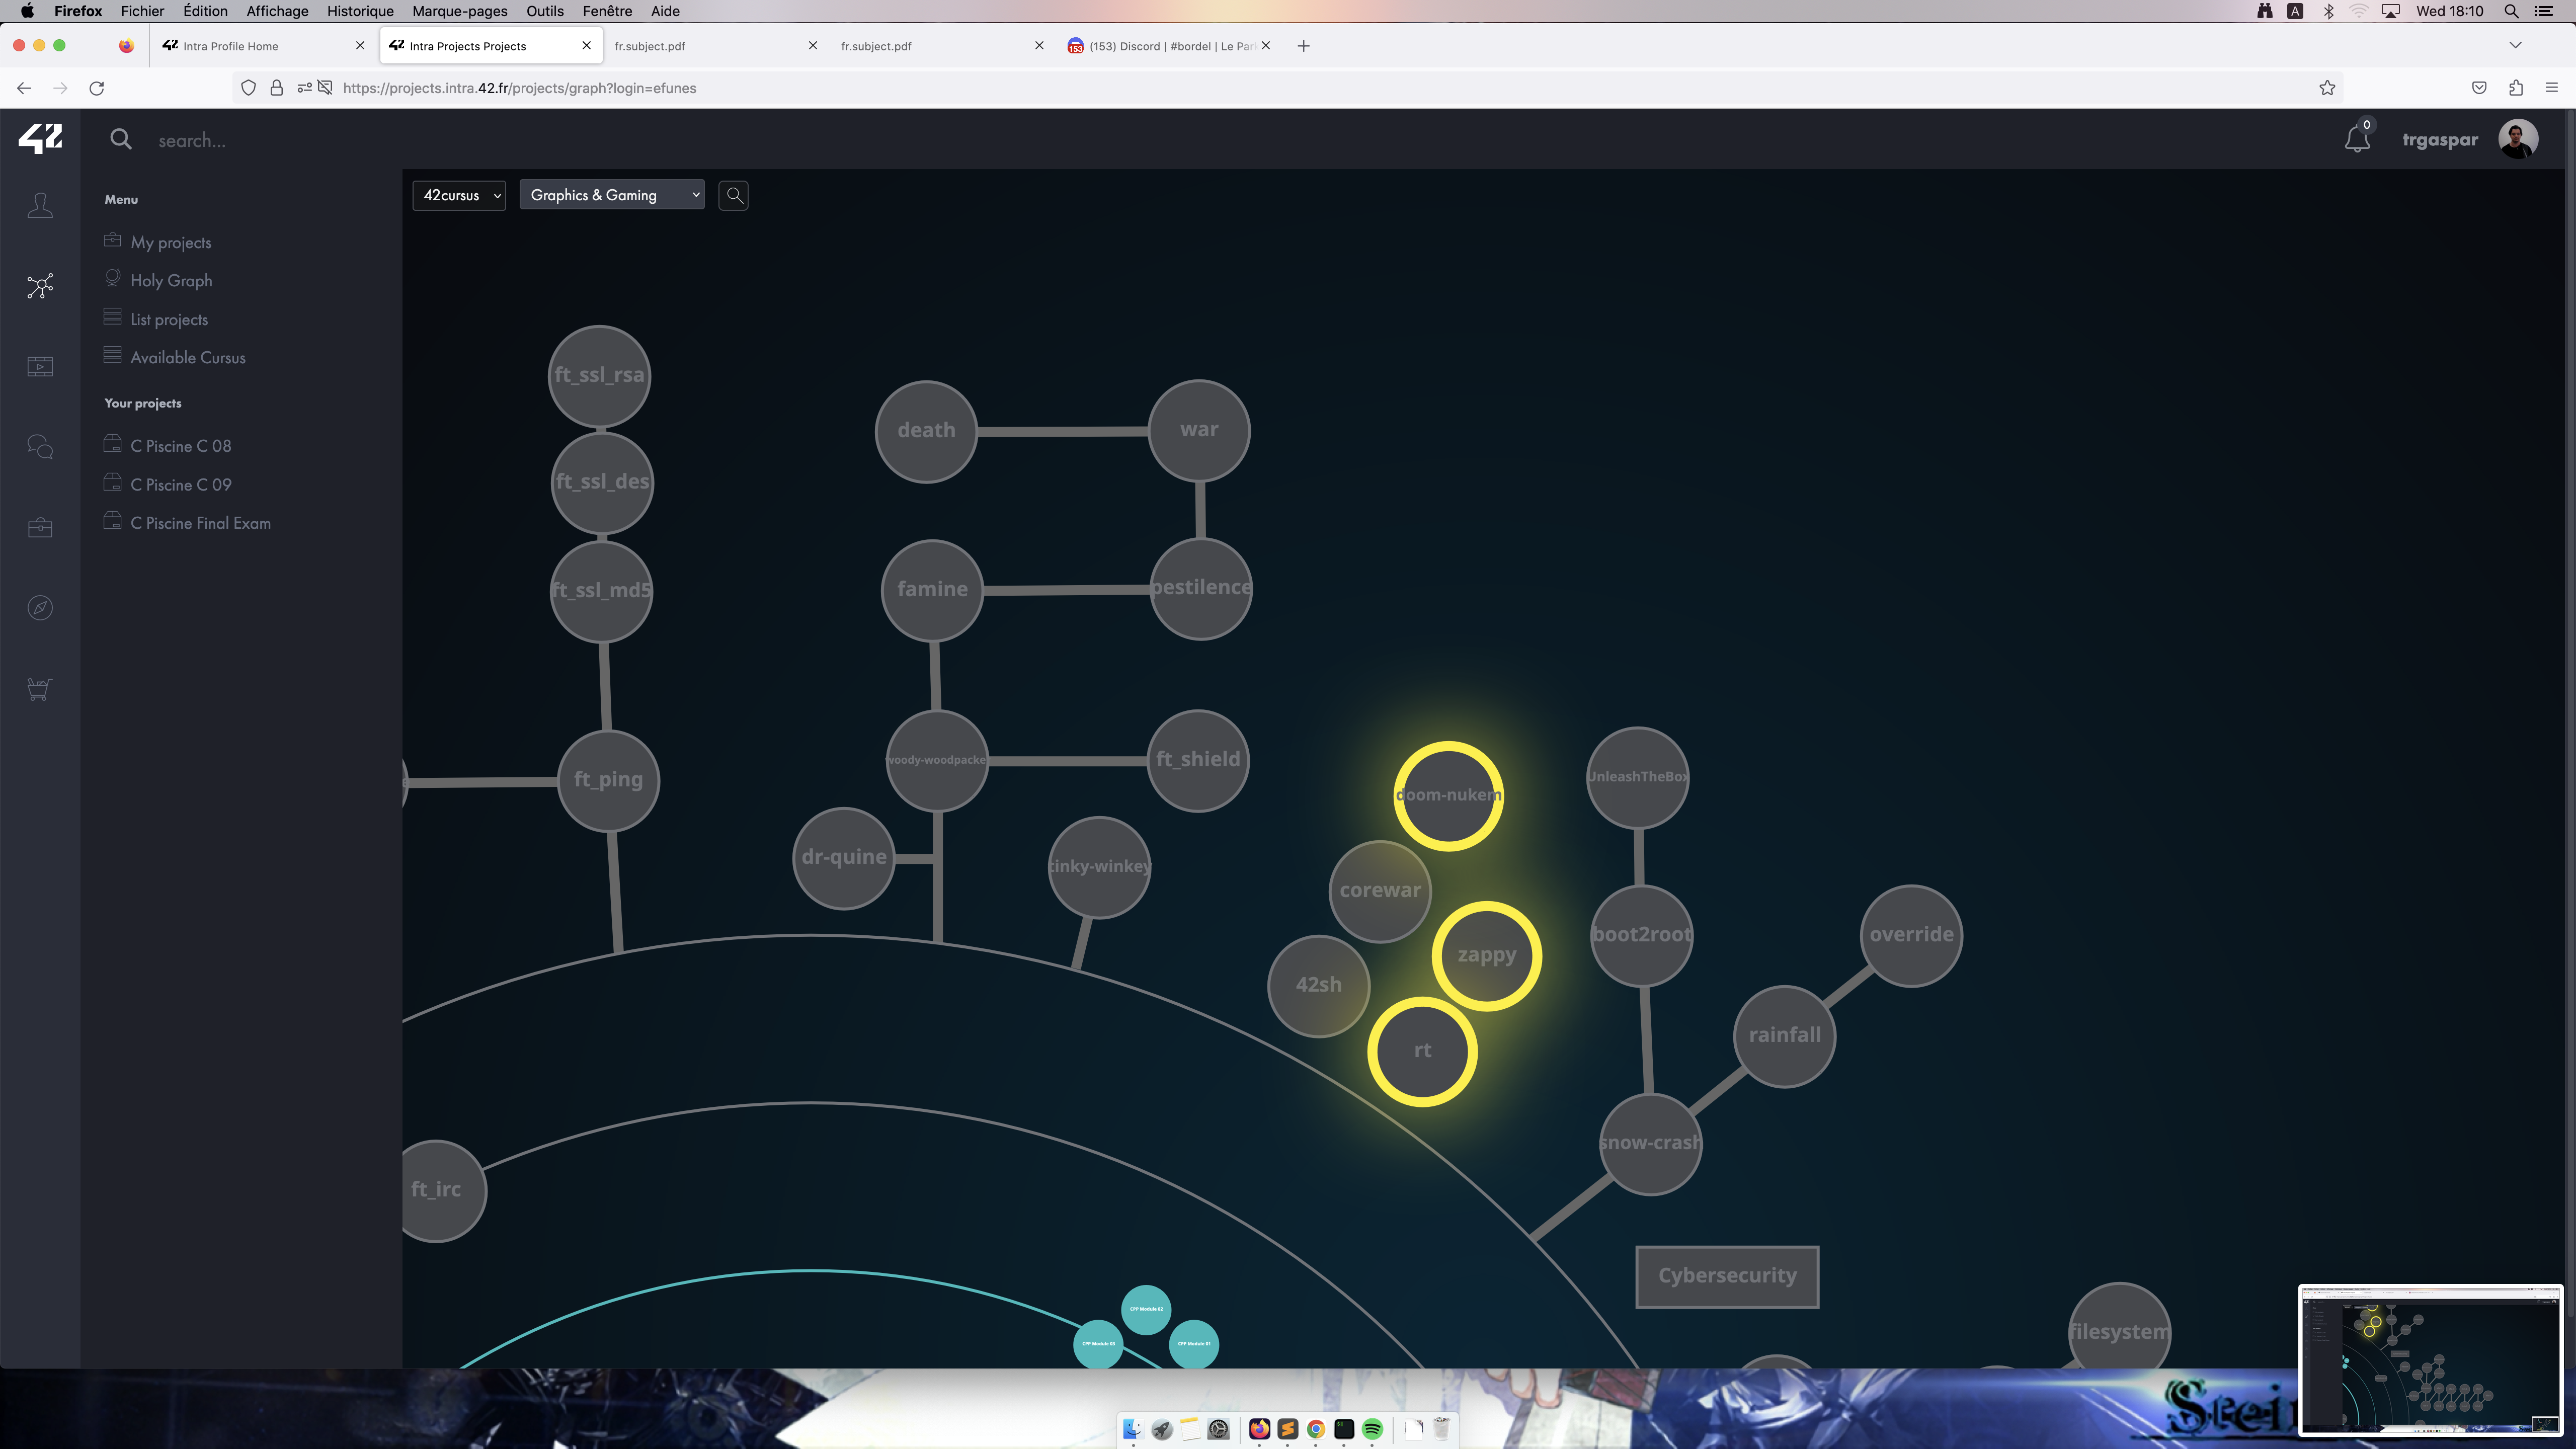 Firefox Fichier Édition Affichage Historique Marque-pages Outils Fenêtre Aide
A Wed 18:10
42 Intra Profile Home
42 Intra Projects Projects
fr.subject.pdf
fr.subject.pdf
153 (153) Discord | #bordel | Le Par
https://projects.intra.42.fr/projects/graph?login=efunes
42
search...
0
trgaspar
Menu
My projects
Holy Graph
List projects
Available Cursus
Your projects
C Piscine C 08
C Piscine C 09
C Piscine Final Exam
42cursus
Graphics & Gaming
ft_ssl_rsa
death
war
ft_ssl_des
famine
pestilence
ft_ssl_md5
woody-woodpacke
ft_shield
ft_ping
doom-nukem
UnleashTheBox
dr-quine
tinky-winkey
corewar
zappy
boot2root
override
42sh
rt
rainfall
snow-crash
ft_irc
Cybersecurity
filesystem
CPP Module 02
CPP Module 03
CPP Module 01
Stei